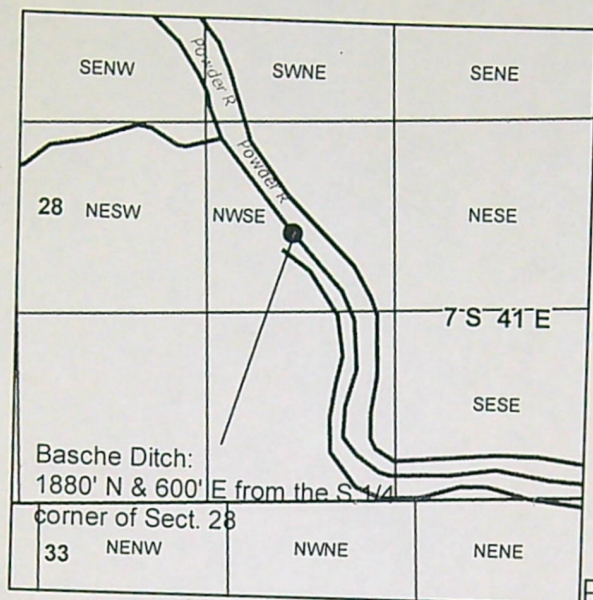 Powder R
SENW SWNE SENE
Powder R
28 NESW NWSE NESE
7 S 41 E
SESE
Basche Ditch:
1880' N & 600' E from the S 1/4
corner of Sect. 28
33 NENW NWNE NENE